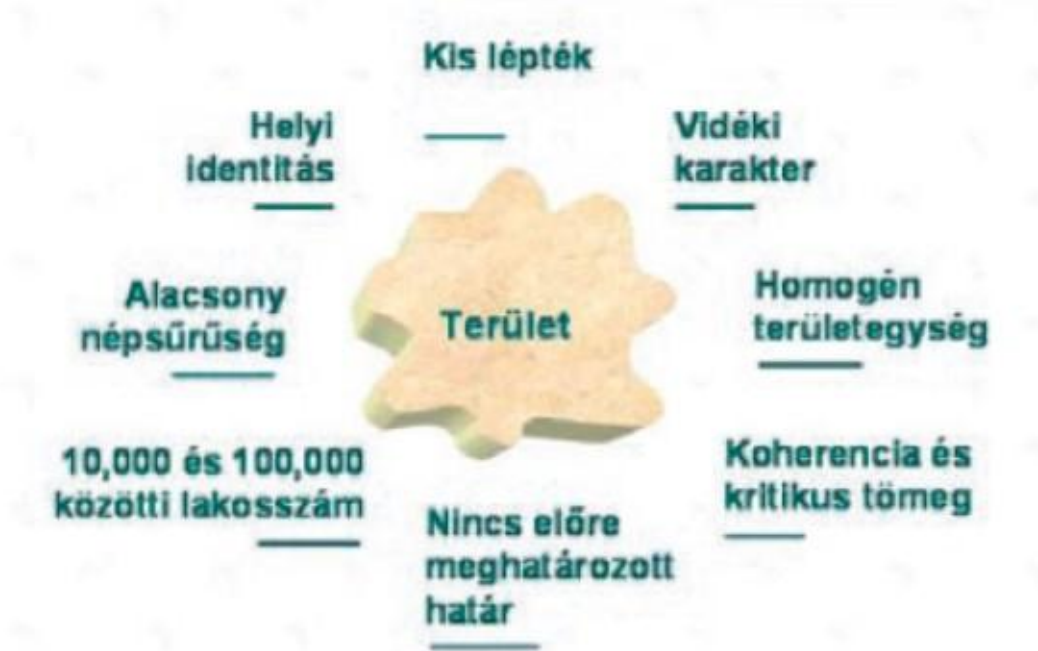 Kis lépték
Helyi
identitás
Vidéki
karakter
Alacsony
népsűrűség
Terület
Homogén
területegység
10,000 és 100,000
közötti lakosszám
Koherencia és
kritikus tömeg
Nincs előre
meghatározott
határ